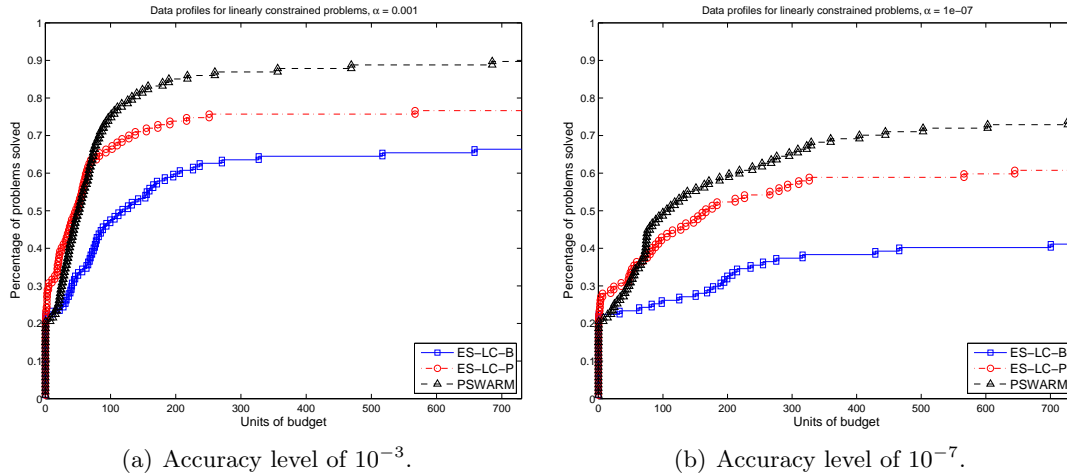 Data profiles for linearly constrained problems, α = 0.001
Percentage of problems solved
1
0.9
0.8
0.7
0.6
0.5
0.4
0.3
0.2
0.1
0
0 100 200 300 400 500 600 700
Units of budget
ES−LC−B
ES−LC−P
PSWARM
(a) Accuracy level of 10⁻³.
Data profiles for linearly constrained problems, α = 1e−07
Percentage of problems solved
1
0.9
0.8
0.7
0.6
0.5
0.4
0.3
0.2
0.1
0
0 100 200 300 400 500 600 700
Units of budget
ES−LC−B
ES−LC−P
PSWARM
(b) Accuracy level of 10⁻⁷.